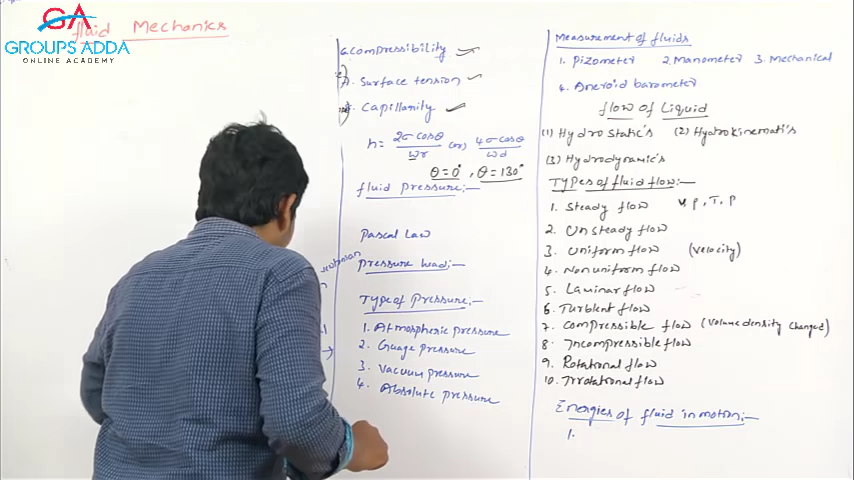 GA
GROUPS ADDA
ONLINE ACADEMY
fluid Mechanics
6. compressibility
7. Surface tension
8. Capillarity
h = 2σ cosθ / wr (or) 4σ cosθ / wd
θ=0°, θ=130°
fluid pressure:-
Pascal Law
pressure head:-
Type of Pressure:-
1. Atmospheric pressure
2. Guage pressure
3. Vacuum pressure
4. Absolute pressure
Measurement of fluids
1. Pizometer 2. Manometer 3. Mechanical
4. Aneroid barometer
flow of Liquid
(1) Hydrostatic's (2) Hydrokinemati's
(3) Hydrodynamic's
Types of fluid flow:-
1. Steady flow P, T, ρ
2. Unsteady flow
3. Uniform flow (velocity)
4. Nonuniform flow
5. Laminar flow
6. Turblent flow
7. Compressible flow (Volume density changed)
8. Incompressible flow
9. Rotational flow
10. Irrotational flow
Energies of fluid in motion:-
1.